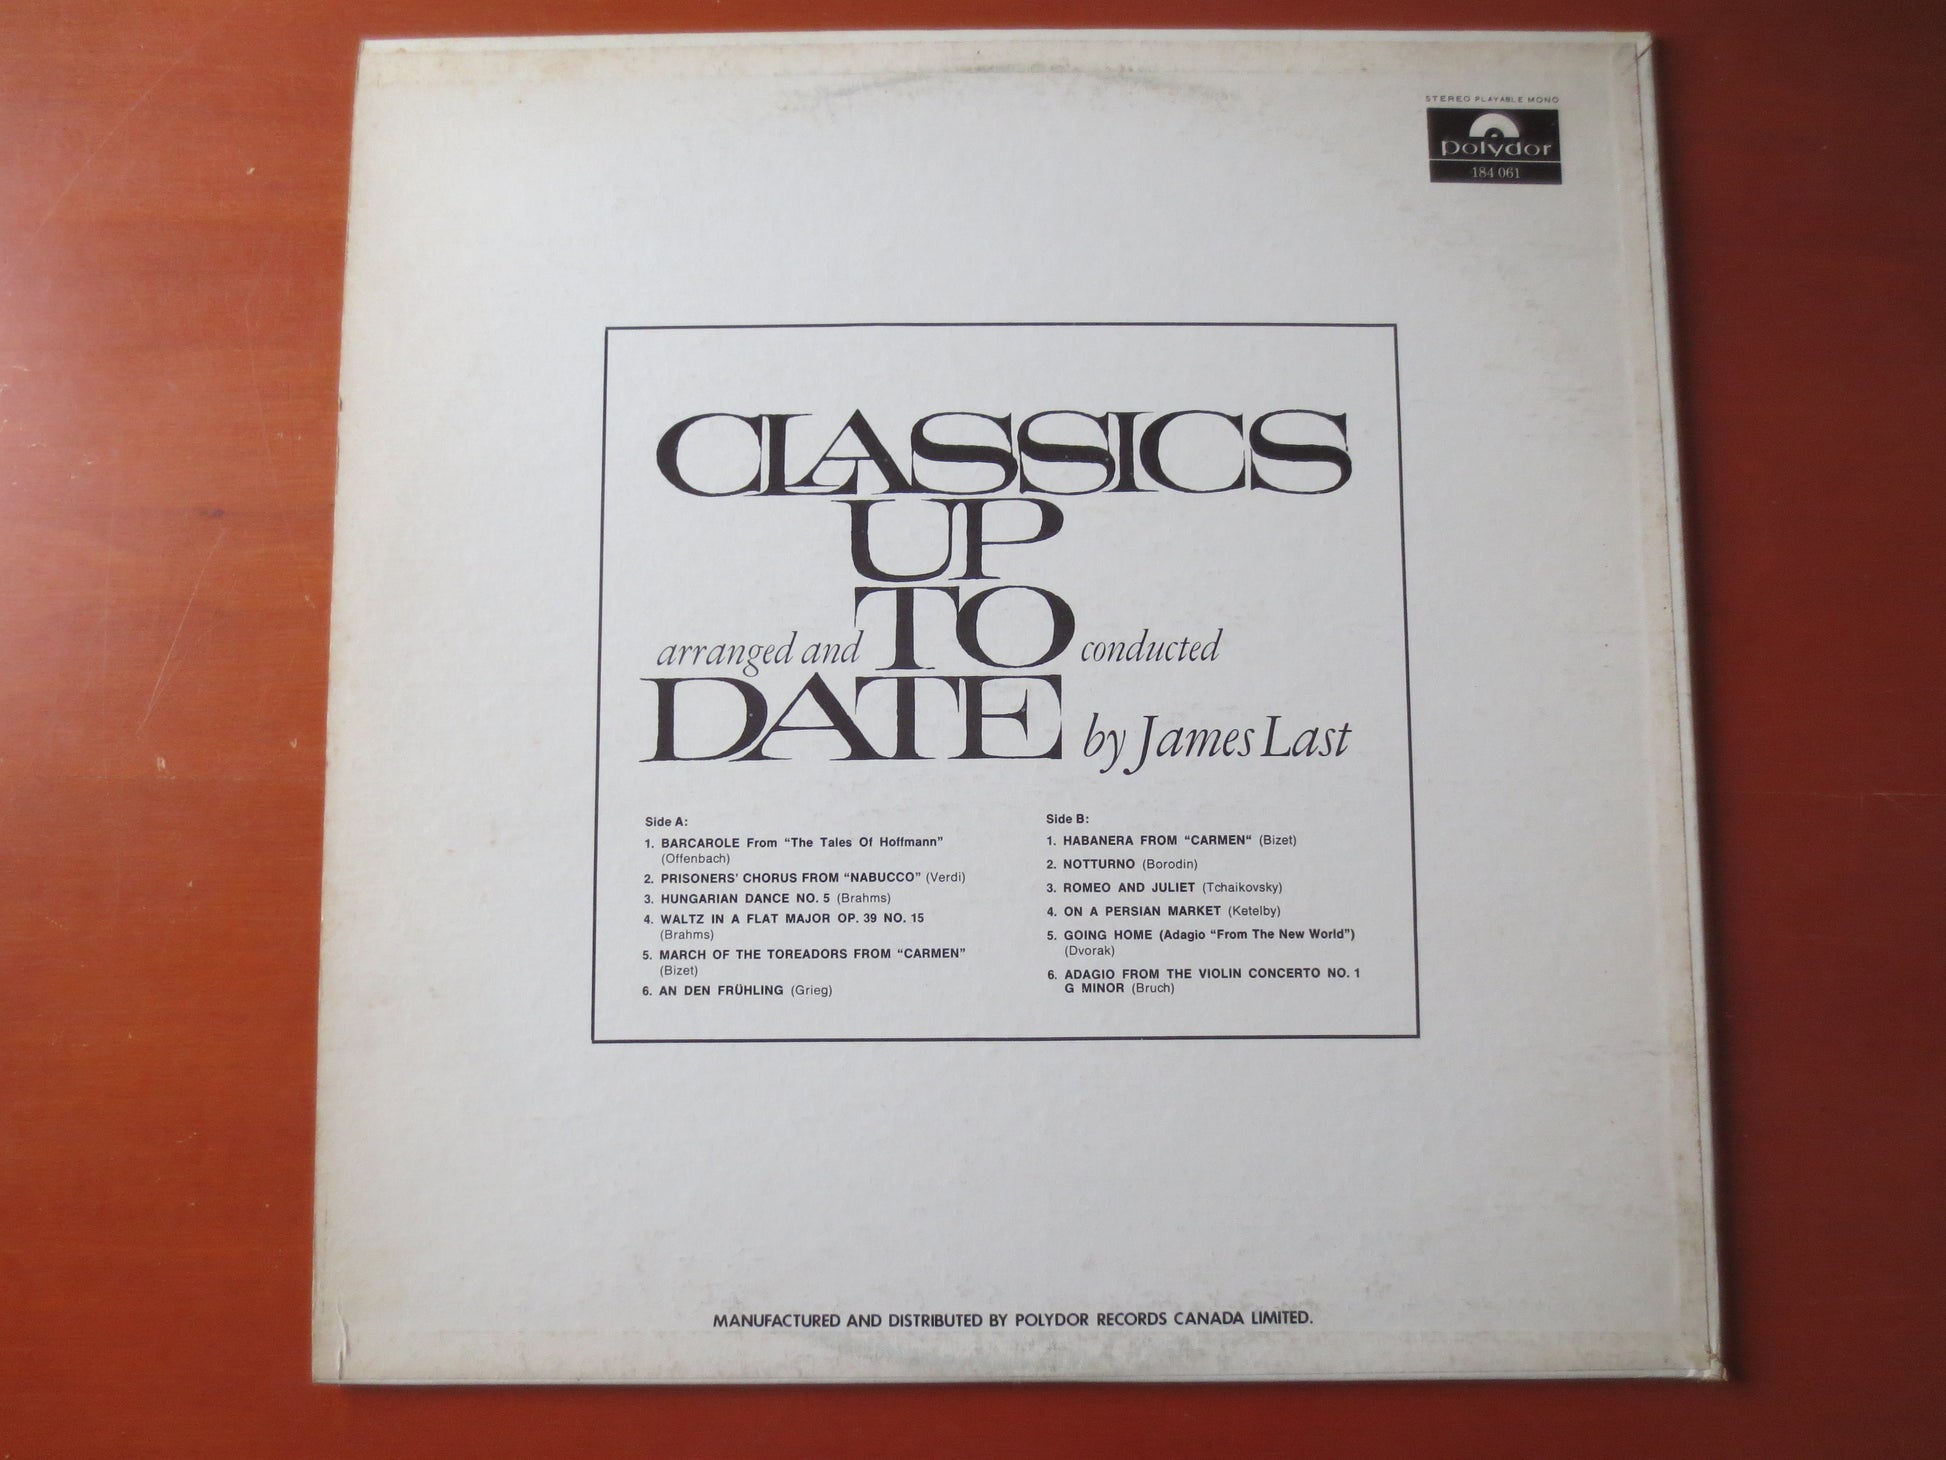 STEREO PLAYABLE MONO
Polydor
184 061
CLASSICS
UP
arranged and TO conducted
DATE by James Last
Side A:
1. BARCAROLE From “The Tales Of Hoffmann”
(Offenbach)
2. PRISONERS’ CHORUS FROM “NABUCCO” (Verdi)
3. HUNGARIAN DANCE NO. 5 (Brahms)
4. WALTZ IN A FLAT MAJOR OP. 39 NO. 15
(Brahms)
5. MARCH OF THE TOREADORS FROM “CARMEN”
(Bizet)
6. AN DEN FRÜHLING (Grieg)
Side B:
1. HABANERA FROM “CARMEN“ (Bizet)
2. NOTTURNO (Borodin)
3. ROMEO AND JULIET (Tchaikovsky)
4. ON A PERSIAN MARKET (Ketelby)
5. GOING HOME (Adagio “From The New World”)
(Dvorak)
6. ADAGIO FROM THE VIOLIN CONCERTO NO. 1
G MINOR (Bruch)
MANUFACTURED AND DISTRIBUTED BY POLYDOR RECORDS CANADA LIMITED.